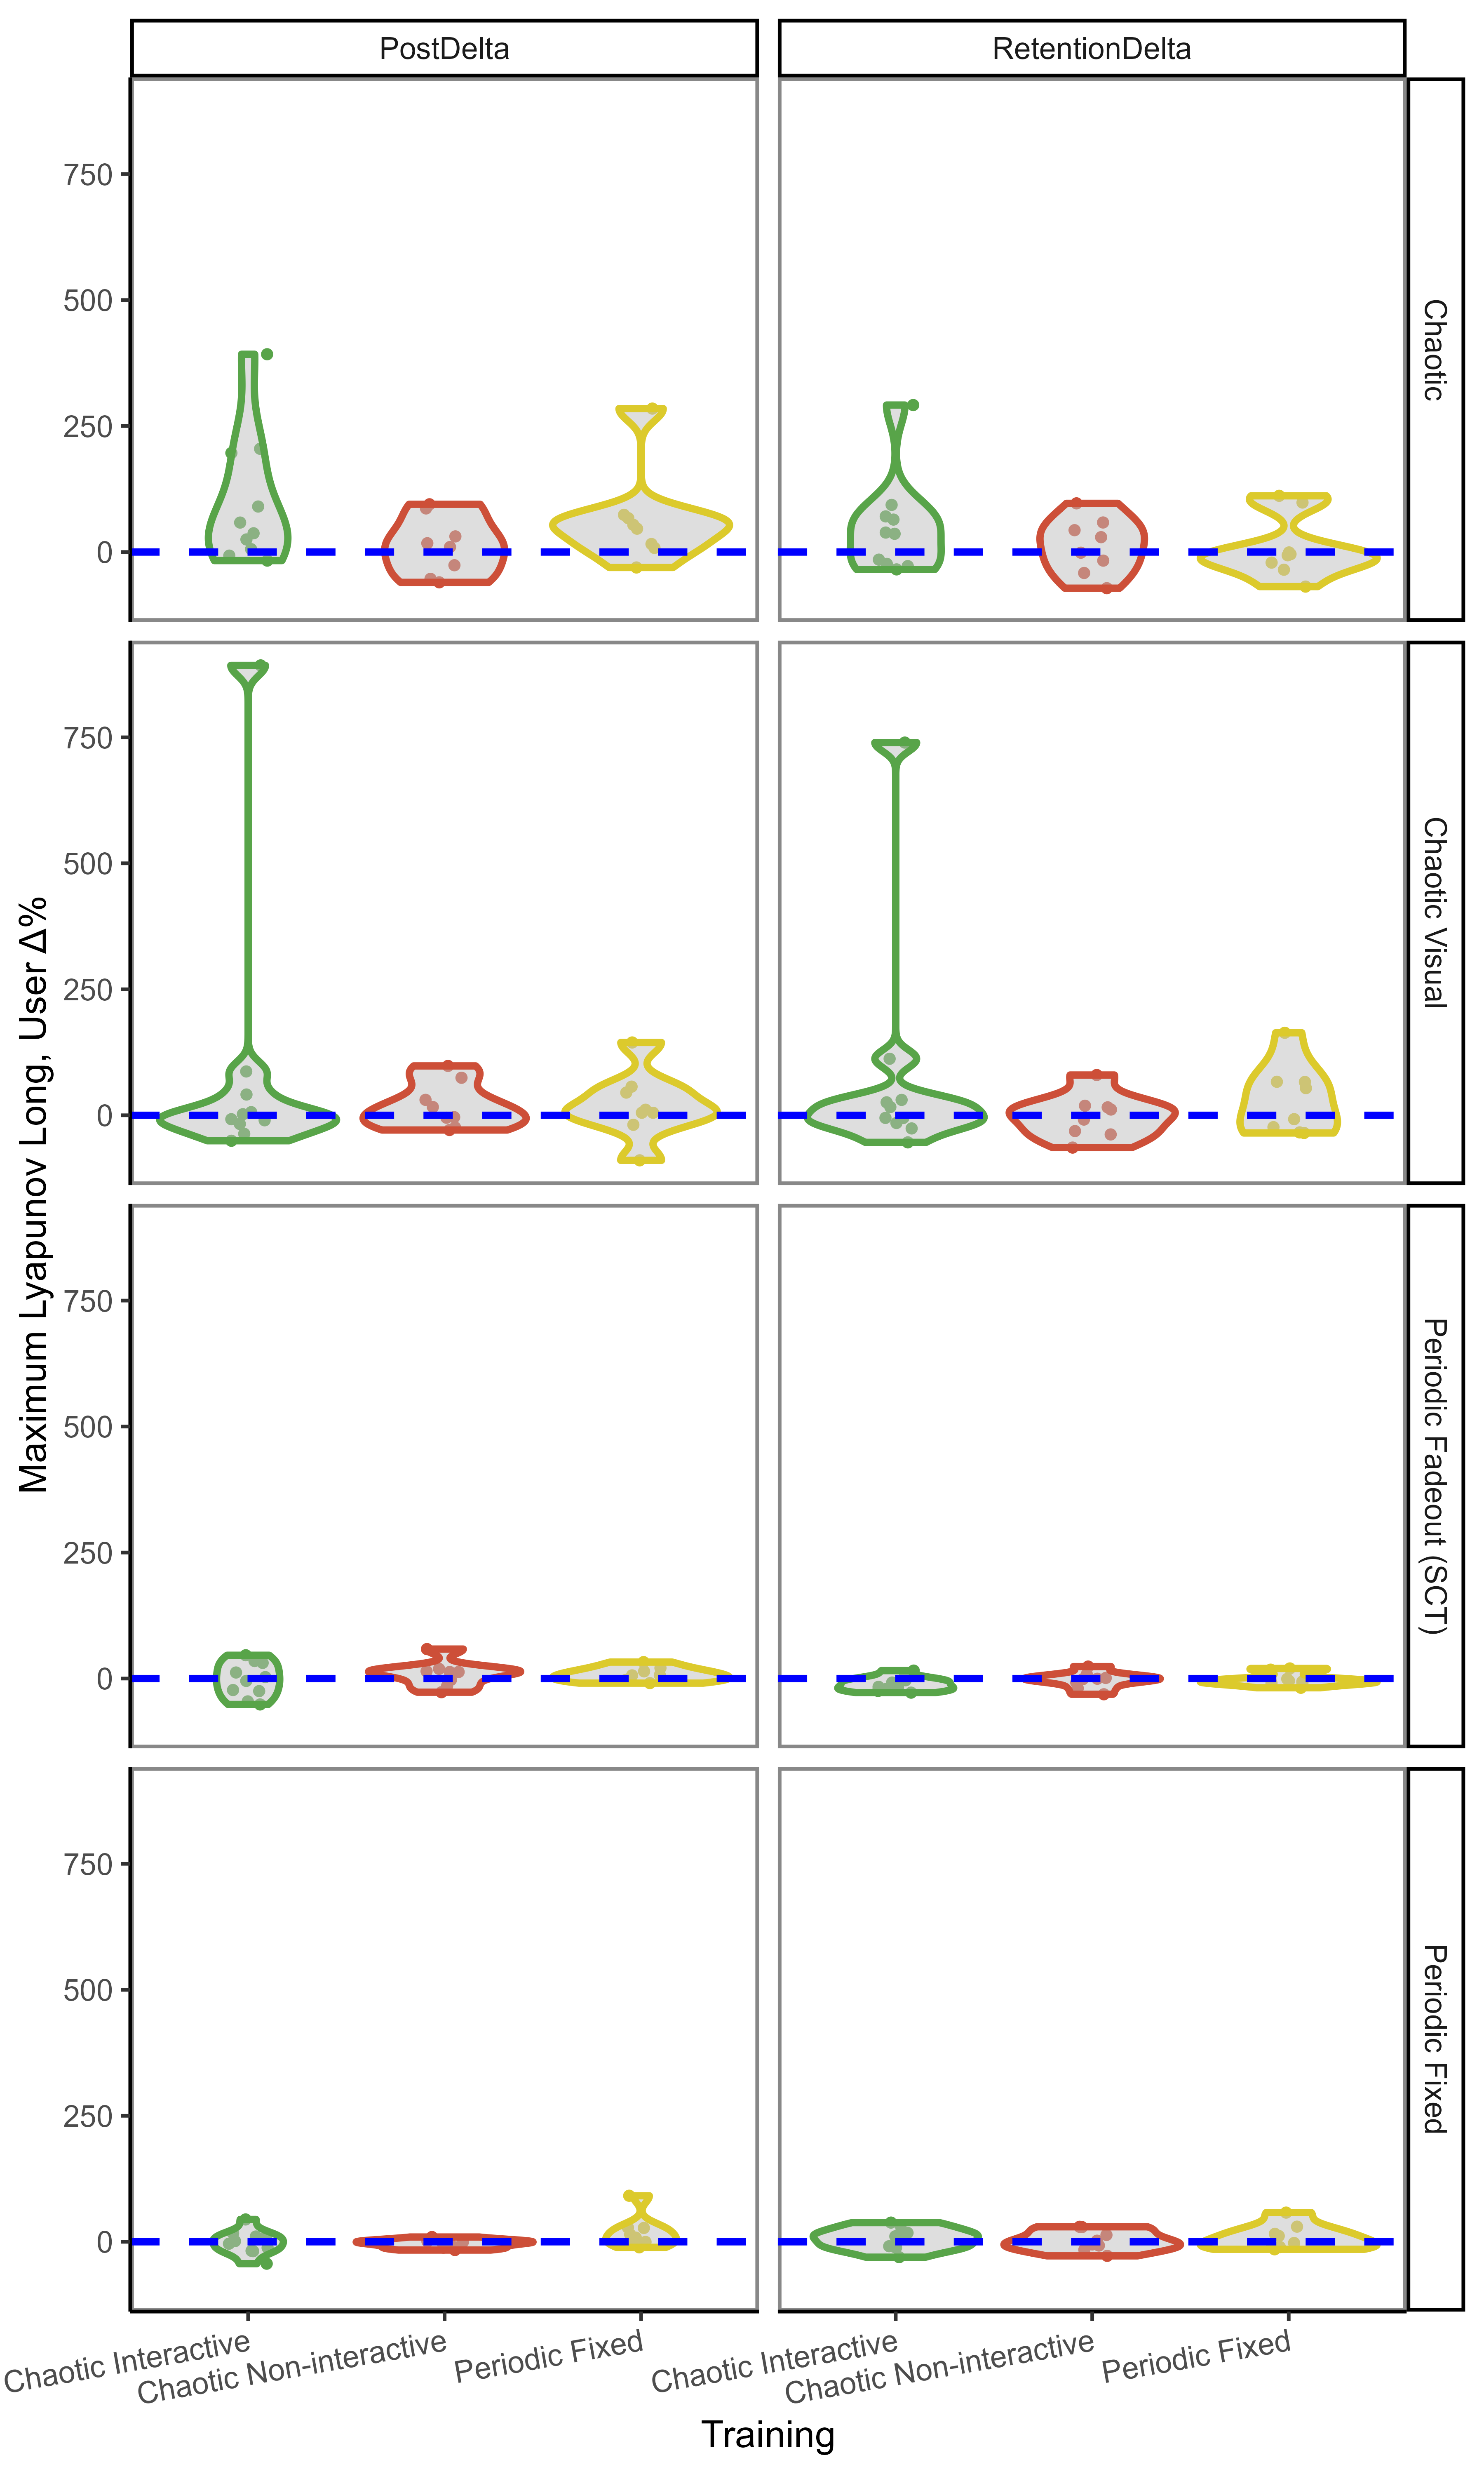 PostDelta
RetentionDelta
Maximum Lyapunov Long, User Δ%
750
500
250
0
Chaotic
750
500
250
0
Chaotic Visual
750
500
250
0
Periodic Fadeout (SCT)
750
500
250
0
Periodic Fixed
Chaotic Interactive
Chaotic Non-interactive
Periodic Fixed
Chaotic Interactive
Chaotic Non-interactive
Periodic Fixed
Training